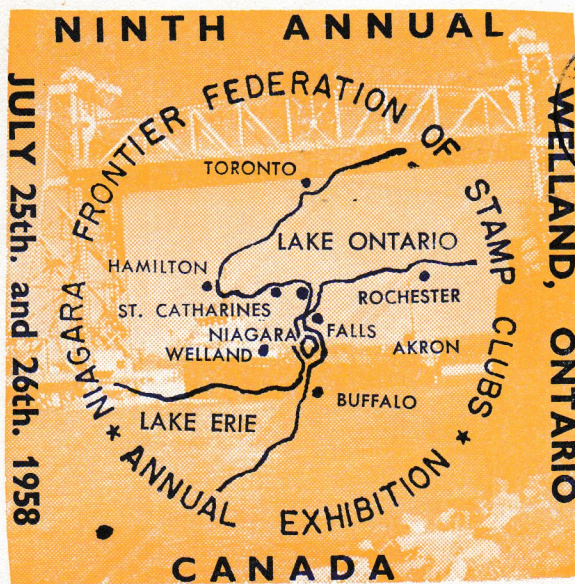 NINTH ANNUAL
WELLAND, ONTARIO
CANADA
JULY 25th. and 26th. 1958
NIAGARA FRONTIER FEDERATION OF STAMP CLUBS
★ ANNUAL EXHIBITION ★
TORONTO
LAKE ONTARIO
HAMILTON
ST. CATHARINES
ROCHESTER
NIAGARA FALLS
WELLAND
AKRON
LAKE ERIE
BUFFALO